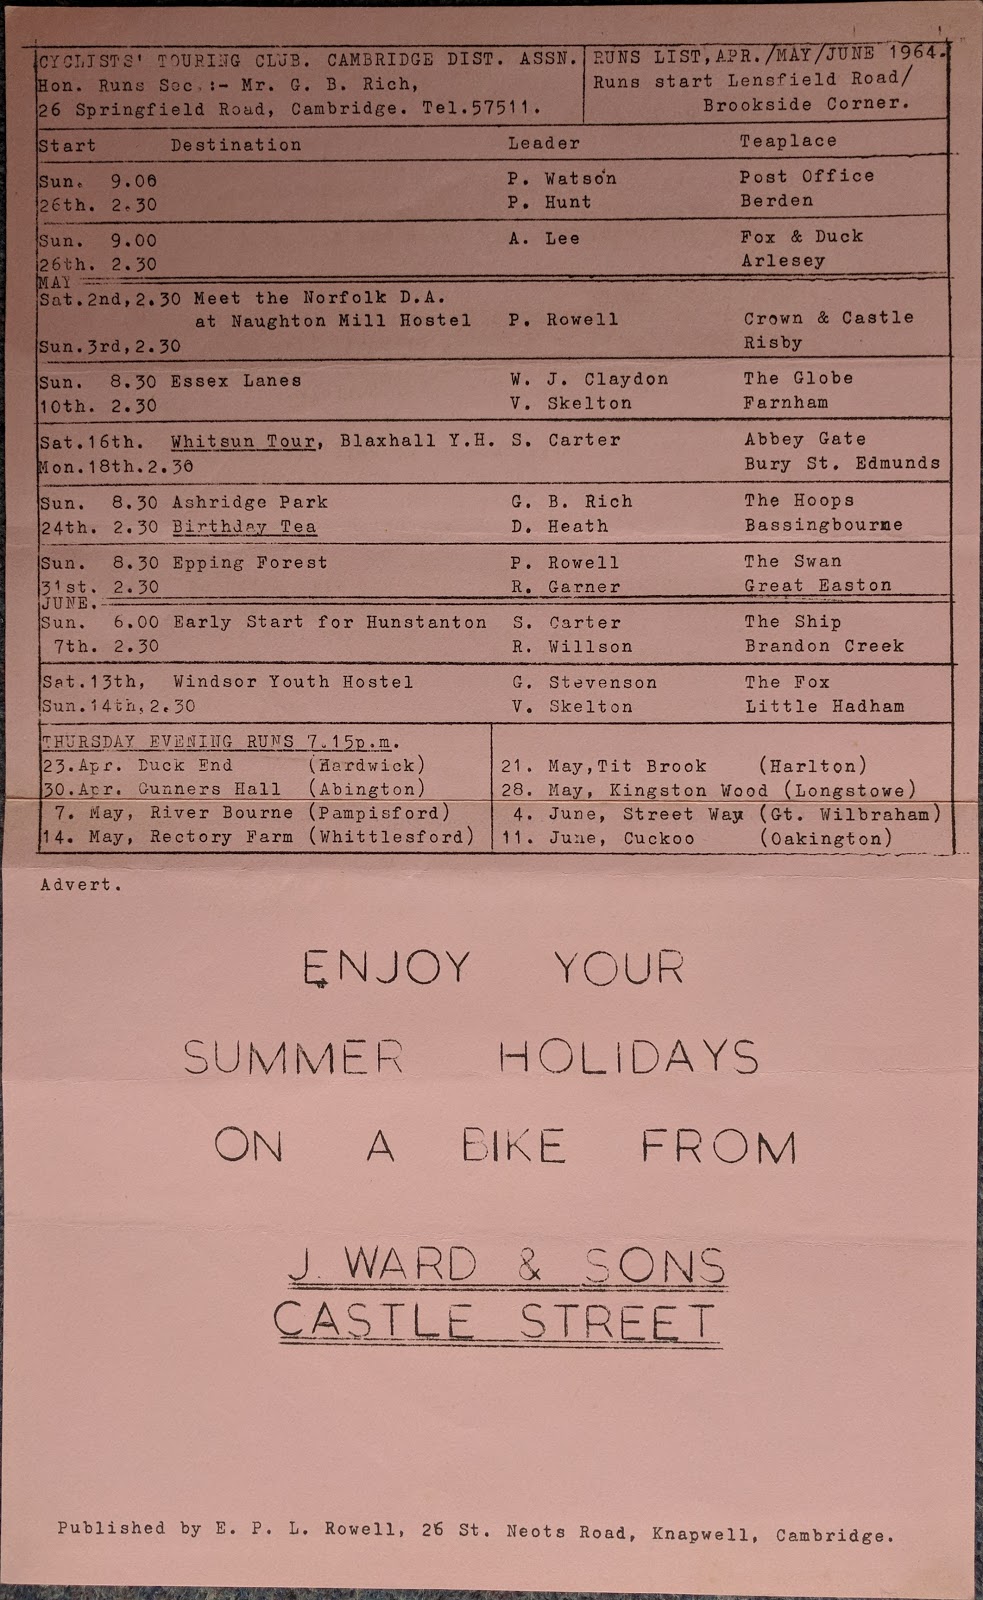 CYCLISTS' TOURING CLUB. CAMBRIDGE DIST. ASSN. RUNS LIST, APR./MAY/JUNE 1964.
Hon. Runs Sec.:- Mr. G. B. Rich, Runs start Lensfield Road/
26 Springfield Road, Cambridge. Tel.57511. Brookside Corner.
Start Destination Leader Teaplace
Sun. 9.00 P. Watson Post Office
26th. 2.30 P. Hunt Berden
Sun. 9.00 A. Lee Fox & Duck
26th. 2.30 Arlesey
MAY
Sat.2nd,2.30 Meet the Norfolk D.A.
at Naughton Mill Hostel P. Rowell Crown & Castle
Sun.3rd,2.30 Risby
Sun. 8.30 Essex Lanes W. J. Claydon The Globe
10th. 2.30 V. Skelton Farnham
Sat.16th. Whitsun Tour, Blaxhall Y.H. S. Carter Abbey Gate
Mon.18th.2.30 Bury St. Edmunds
Sun. 8.30 Ashridge Park G. B. Rich The Hoops
24th. 2.30 Birthday Tea D. Heath Bassingbourne
Sun. 8.30 Epping Forest P. Rowell The Swan
31st. 2.30 R. Garner Great Easton
JUNE.
Sun. 6.00 Early Start for Hunstanton S. Carter The Ship
7th. 2.30 R. Willson Brandon Creek
Sat.13th, Windsor Youth Hostel G. Stevenson The Fox
Sun.14th,2.30 V. Skelton Little Hadham
THURSDAY EVENING RUNS 7.15p.m.
23.Apr. Duck End (Hardwick) 21. May,Tit Brook (Harlton)
30.Apr. Gunners Hall (Abington) 28. May, Kingston Wood (Longstowe)
7. May, River Bourne (Pampisford) 4. June, Street Way (Gt. Wilbraham)
14. May, Rectory Farm (Whittlesford) 11. June, Cuckoo (Oakington)
Advert.
ENJOY YOUR
SUMMER HOLIDAYS
ON A BIKE FROM
J. WARD & SONS
CASTLE STREET
Published by E. P. L. Rowell, 26 St. Neots Road, Knapwell, Cambridge.